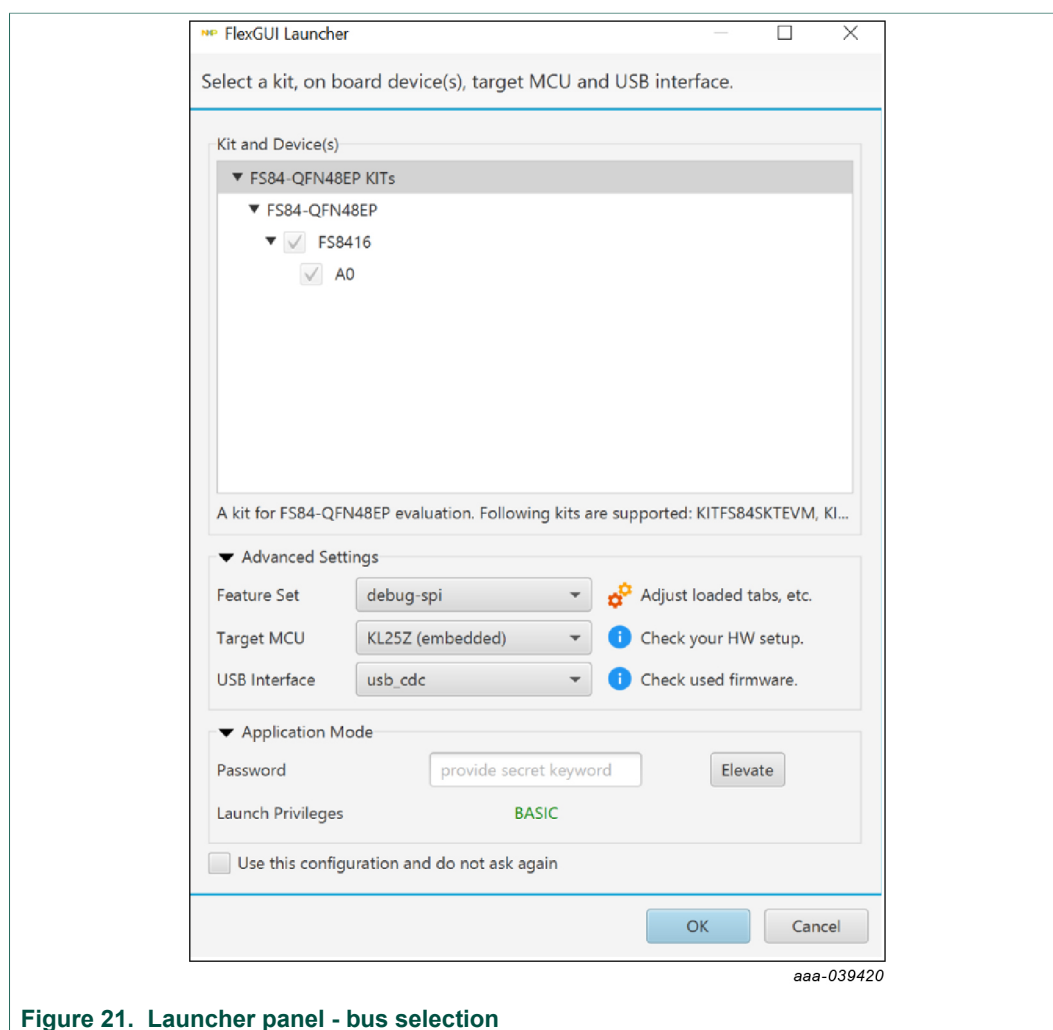 NXP FlexGUI Launcher
Select a kit, on board device(s), target MCU and USB interface.
Kit and Device(s)
FS84-QFN48EP KITs
FS84-QFN48EP
FS8416
A0
A kit for FS84-QFN48EP evaluation. Following kits are supported: KITFS84SKTEVM, KI...
Advanced Settings
Feature Set debug-spi Adjust loaded tabs, etc.
Target MCU KL25Z (embedded) Check your HW setup.
USB Interface usb_cdc Check used firmware.
Application Mode
Password provide secret keyword Elevate
Launch Privileges BASIC
Use this configuration and do not ask again
OK Cancel
aaa-039420
Figure 21. Launcher panel - bus selection